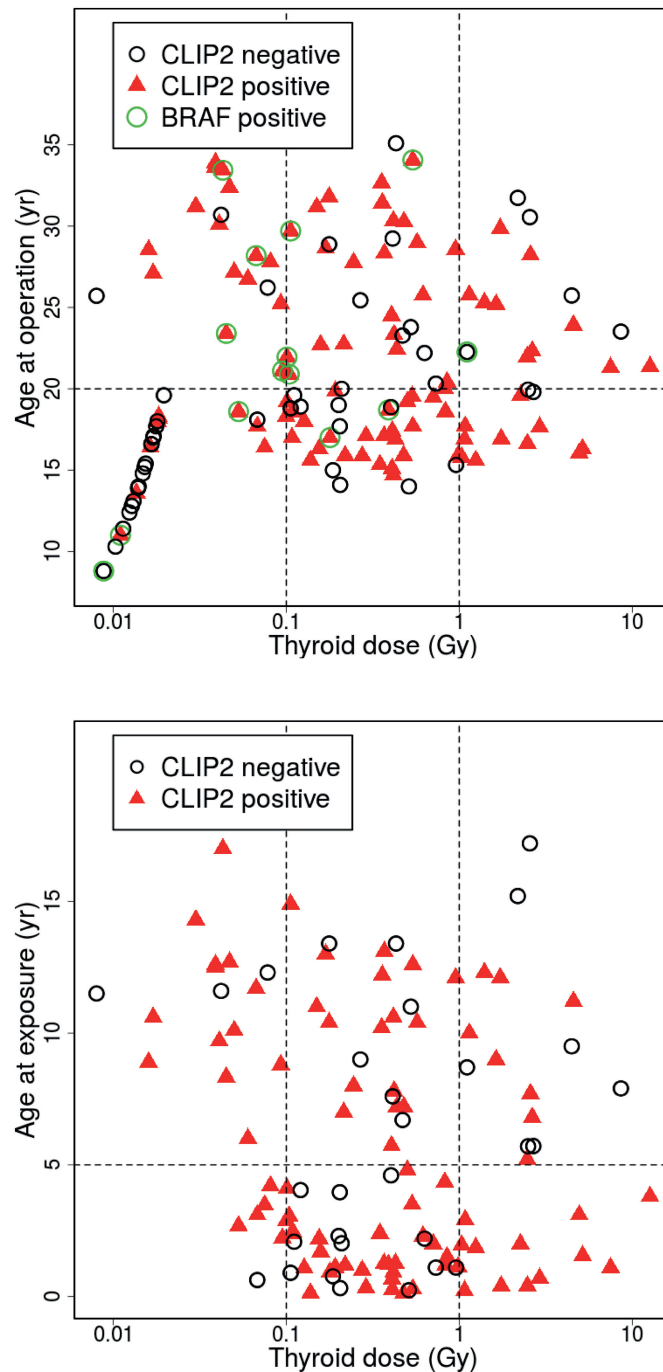 CLIP2 negative
CLIP2 positive
BRAF positive
Age at operation (yr)
35
30
25
20
15
10
0.01 0.1 1 10
Thyroid dose (Gy)
CLIP2 negative
CLIP2 positive
Age at exposure (yr)
15
10
5
0
0.01 0.1 1 10
Thyroid dose (Gy)